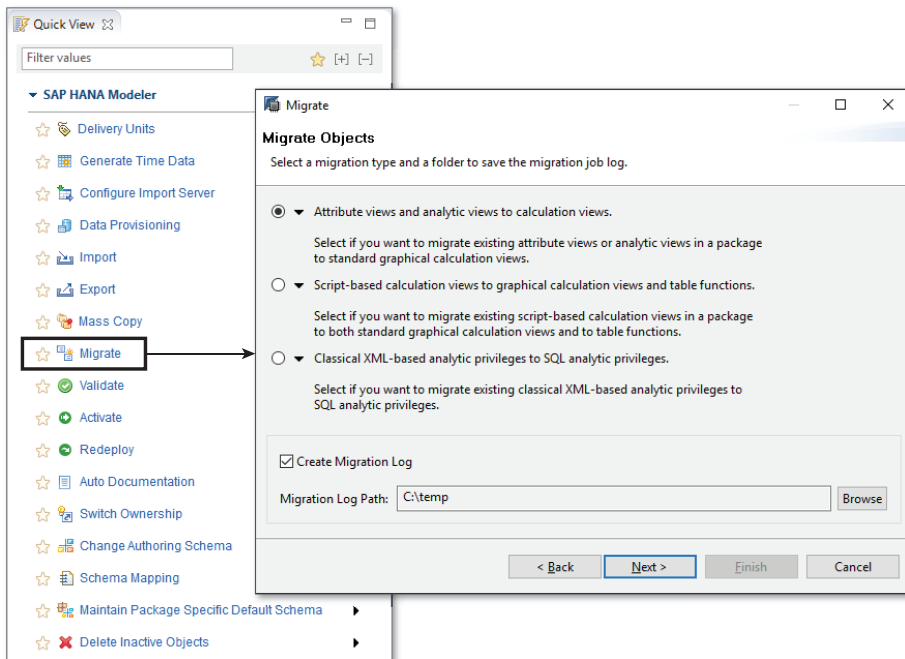 Quick View
Filter values
[+] [-]
SAP HANA Modeler
Delivery Units
Generate Time Data
Configure Import Server
Data Provisioning
Import
Export
Mass Copy
Migrate
Validate
Activate
Redeploy
Auto Documentation
Switch Ownership
Change Authoring Schema
Schema Mapping
Maintain Package Specific Default Schema
Delete Inactive Objects
Migrate
Migrate Objects
Select a migration type and a folder to save the migration job log.
Attribute views and analytic views to calculation views.
Select if you want to migrate existing attribute views or analytic views in a package
to standard graphical calculation views.
Script-based calculation views to graphical calculation views and table functions.
Select if you want to migrate existing script-based calculation views in a package
to both standard graphical calculation views and to table functions.
Classical XML-based analytic privileges to SQL analytic privileges.
Select if you want to migrate existing classical XML-based analytic privileges to
SQL analytic privileges.
Create Migration Log
Migration Log Path: C:\temp Browse
< Back Next > Finish Cancel